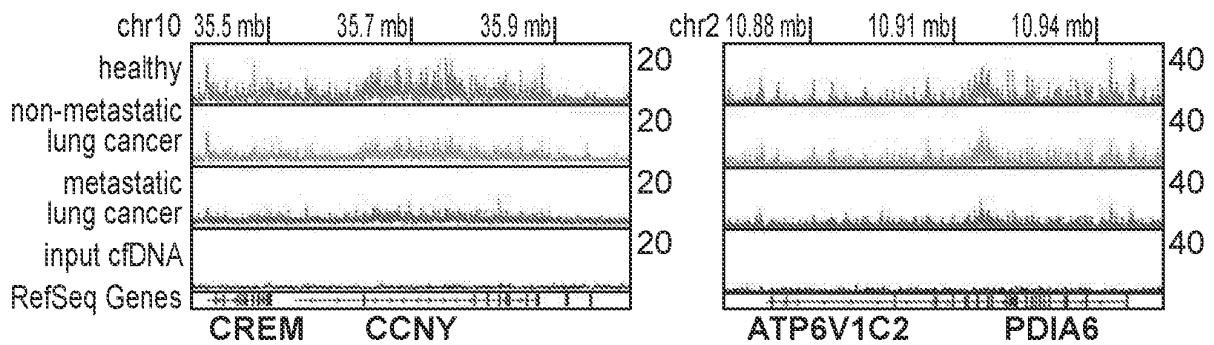 chr10 35.5 mb 35.7 mb 35.9 mb chr2 10.88 mb 10.91 mb 10.94 mb
healthy 20 40
non-metastatic
lung cancer 20 40
metastatic
lung cancer 20 40
input cfDNA 20 40
RefSeq Genes
CREM CCNY ATP6V1C2 PDIA6